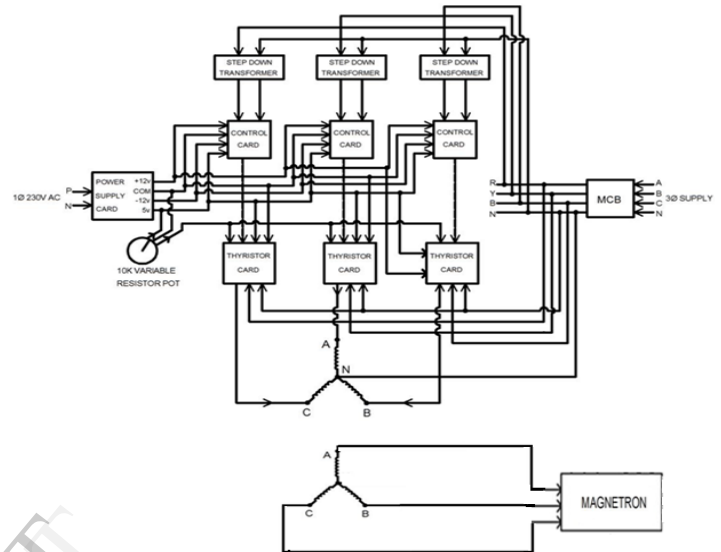 STEP DOWN
TRANSFORMER
STEP DOWN
TRANSFORMER
STEP DOWN
TRANSFORMER
CONTROL
CARD
CONTROL
CARD
CONTROL
CARD
POWER
SUPPLY
CARD
+12v
COM
-12v
5v
1Ø 230V AC
P
N
10K VARIABLE
RESISTOR POT
THYRISTOR
CARD
THYRISTOR
CARD
THYRISTOR
CARD
R
Y
B
N
MCB
A
B
C
N
3Ø SUPPLY
A
N
C
B
A
C
B
MAGNETRON